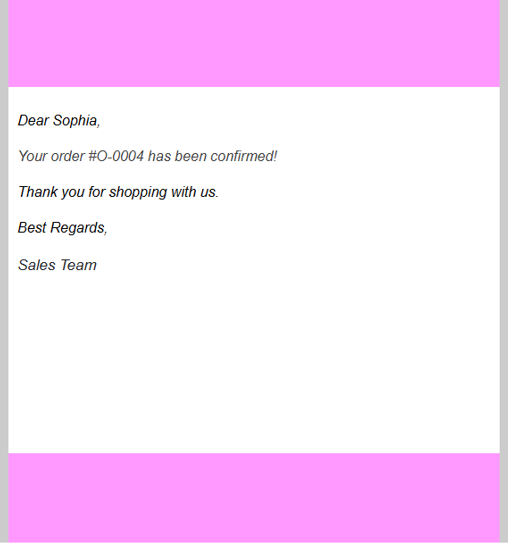 Dear Sophia,
Your order #O-0004 has been confirmed!
Thank you for shopping with us.
Best Regards,
Sales Team